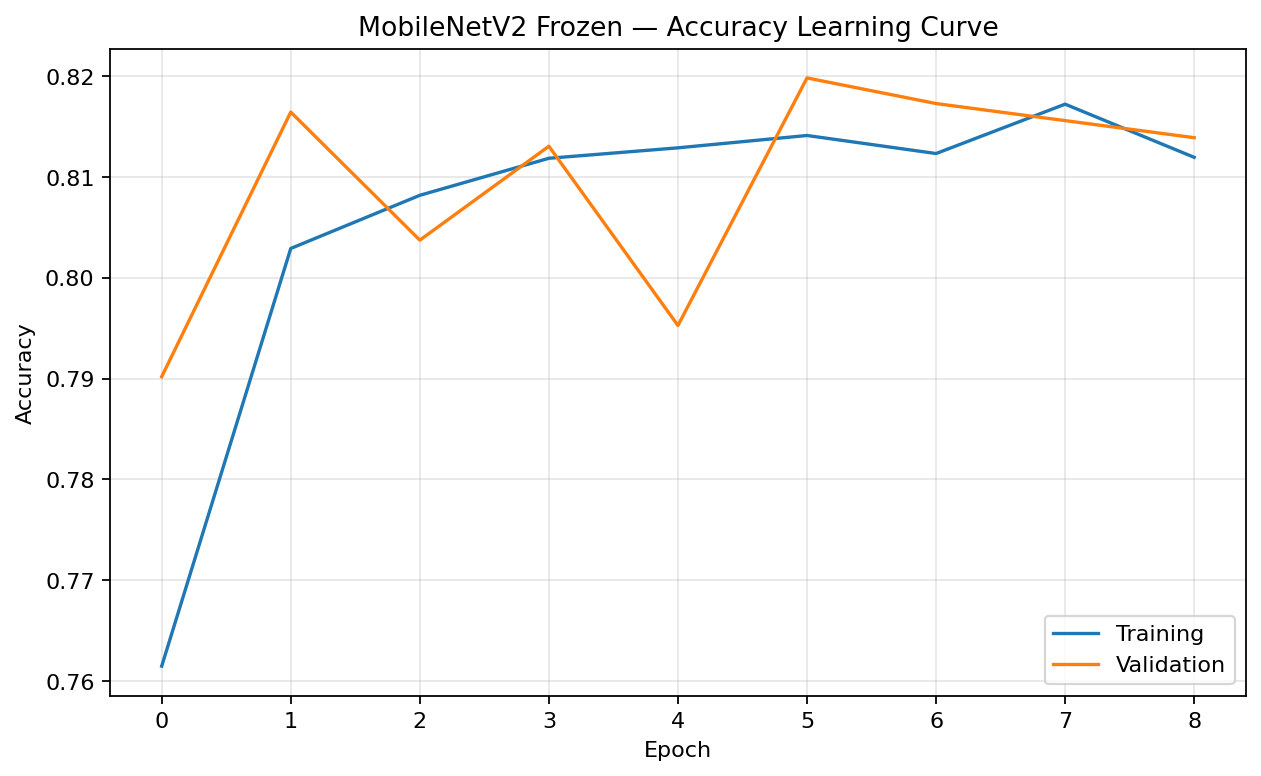 MobileNetV2 Frozen — Accuracy Learning Curve
Accuracy
0.82
0.81
0.80
0.79
0.78
0.77
0.76
0 1 2 3 4 5 6 7 8
Epoch
Training
Validation